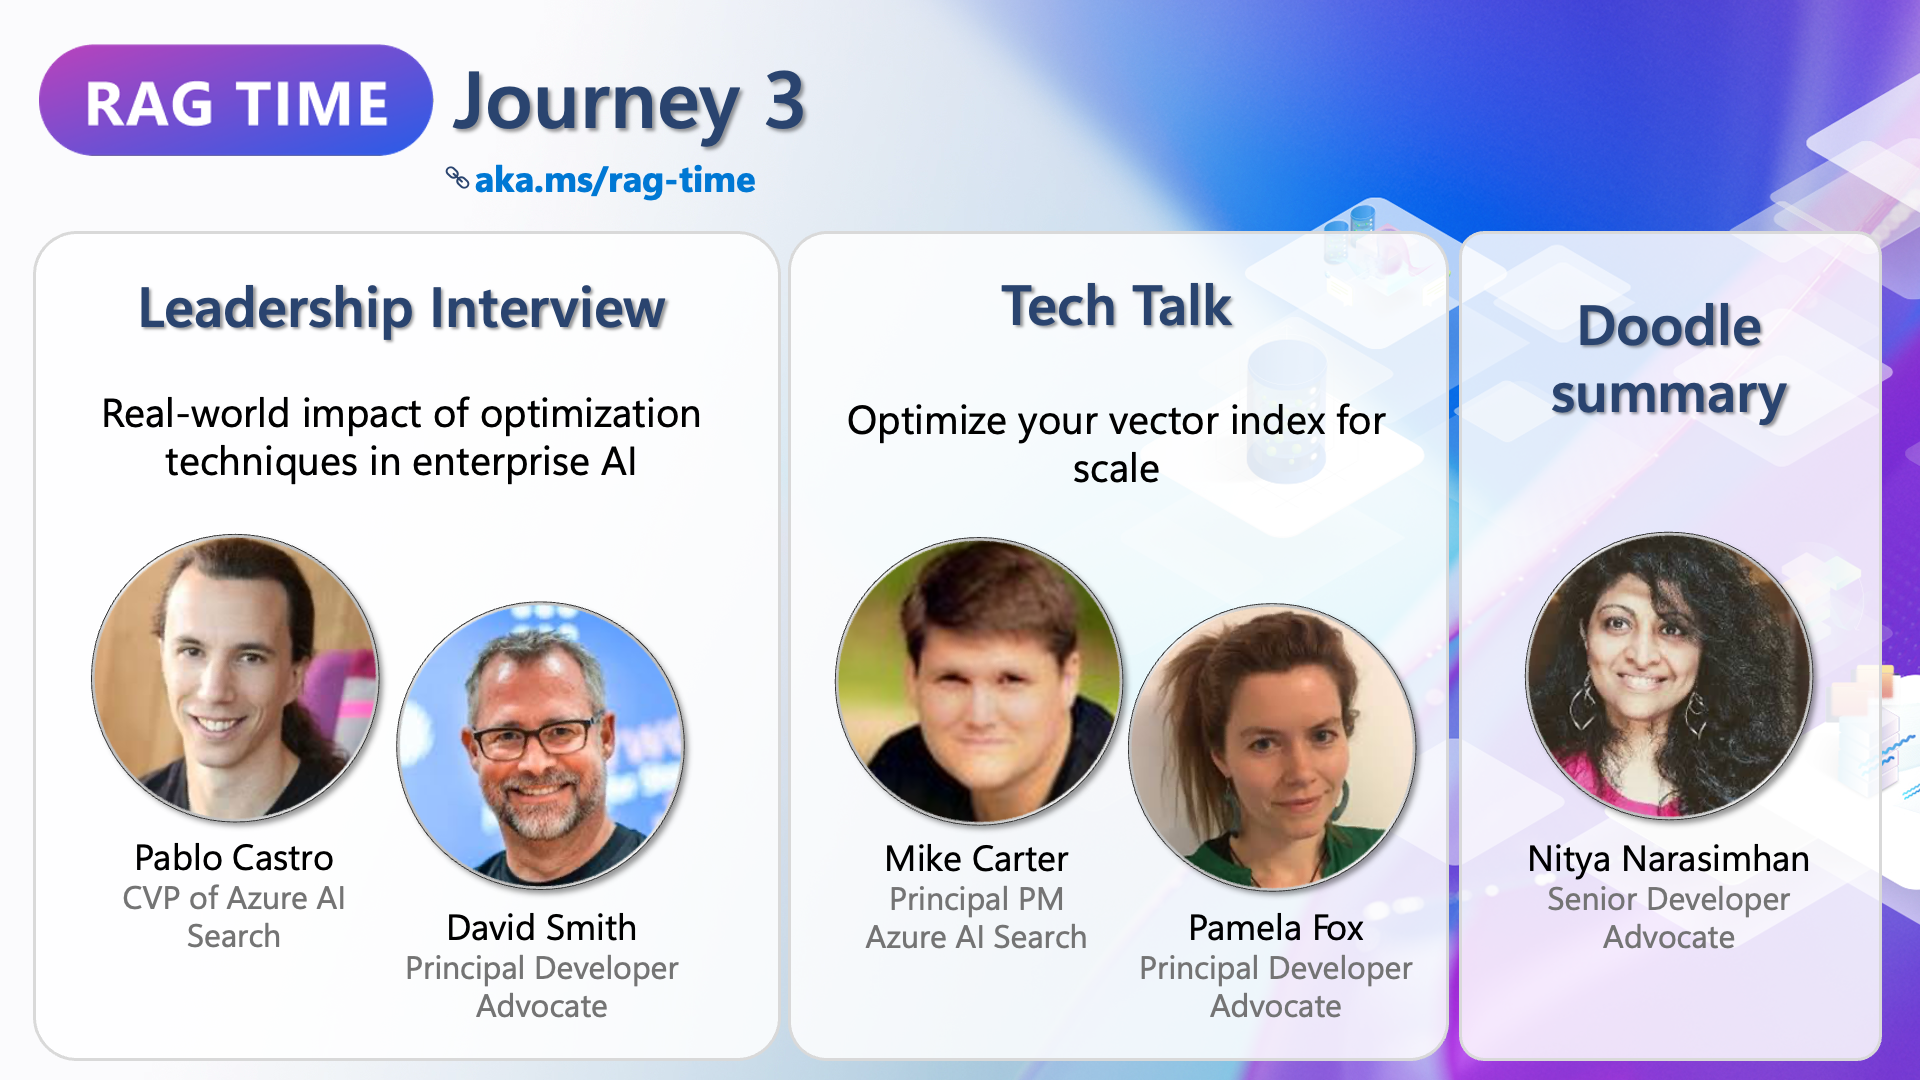 RAG TIME
Journey 3
aka.ms/rag-time
Leadership Interview
Real-world impact of optimization
techniques in enterprise AI
Pablo Castro
CVP of Azure AI
Search
David Smith
Principal Developer
Advocate
Tech Talk
Optimize your vector index for
scale
Mike Carter
Principal PM
Azure AI Search
Pamela Fox
Principal Developer
Advocate
Doodle
summary
Nitya Narasimhan
Senior Developer
Advocate